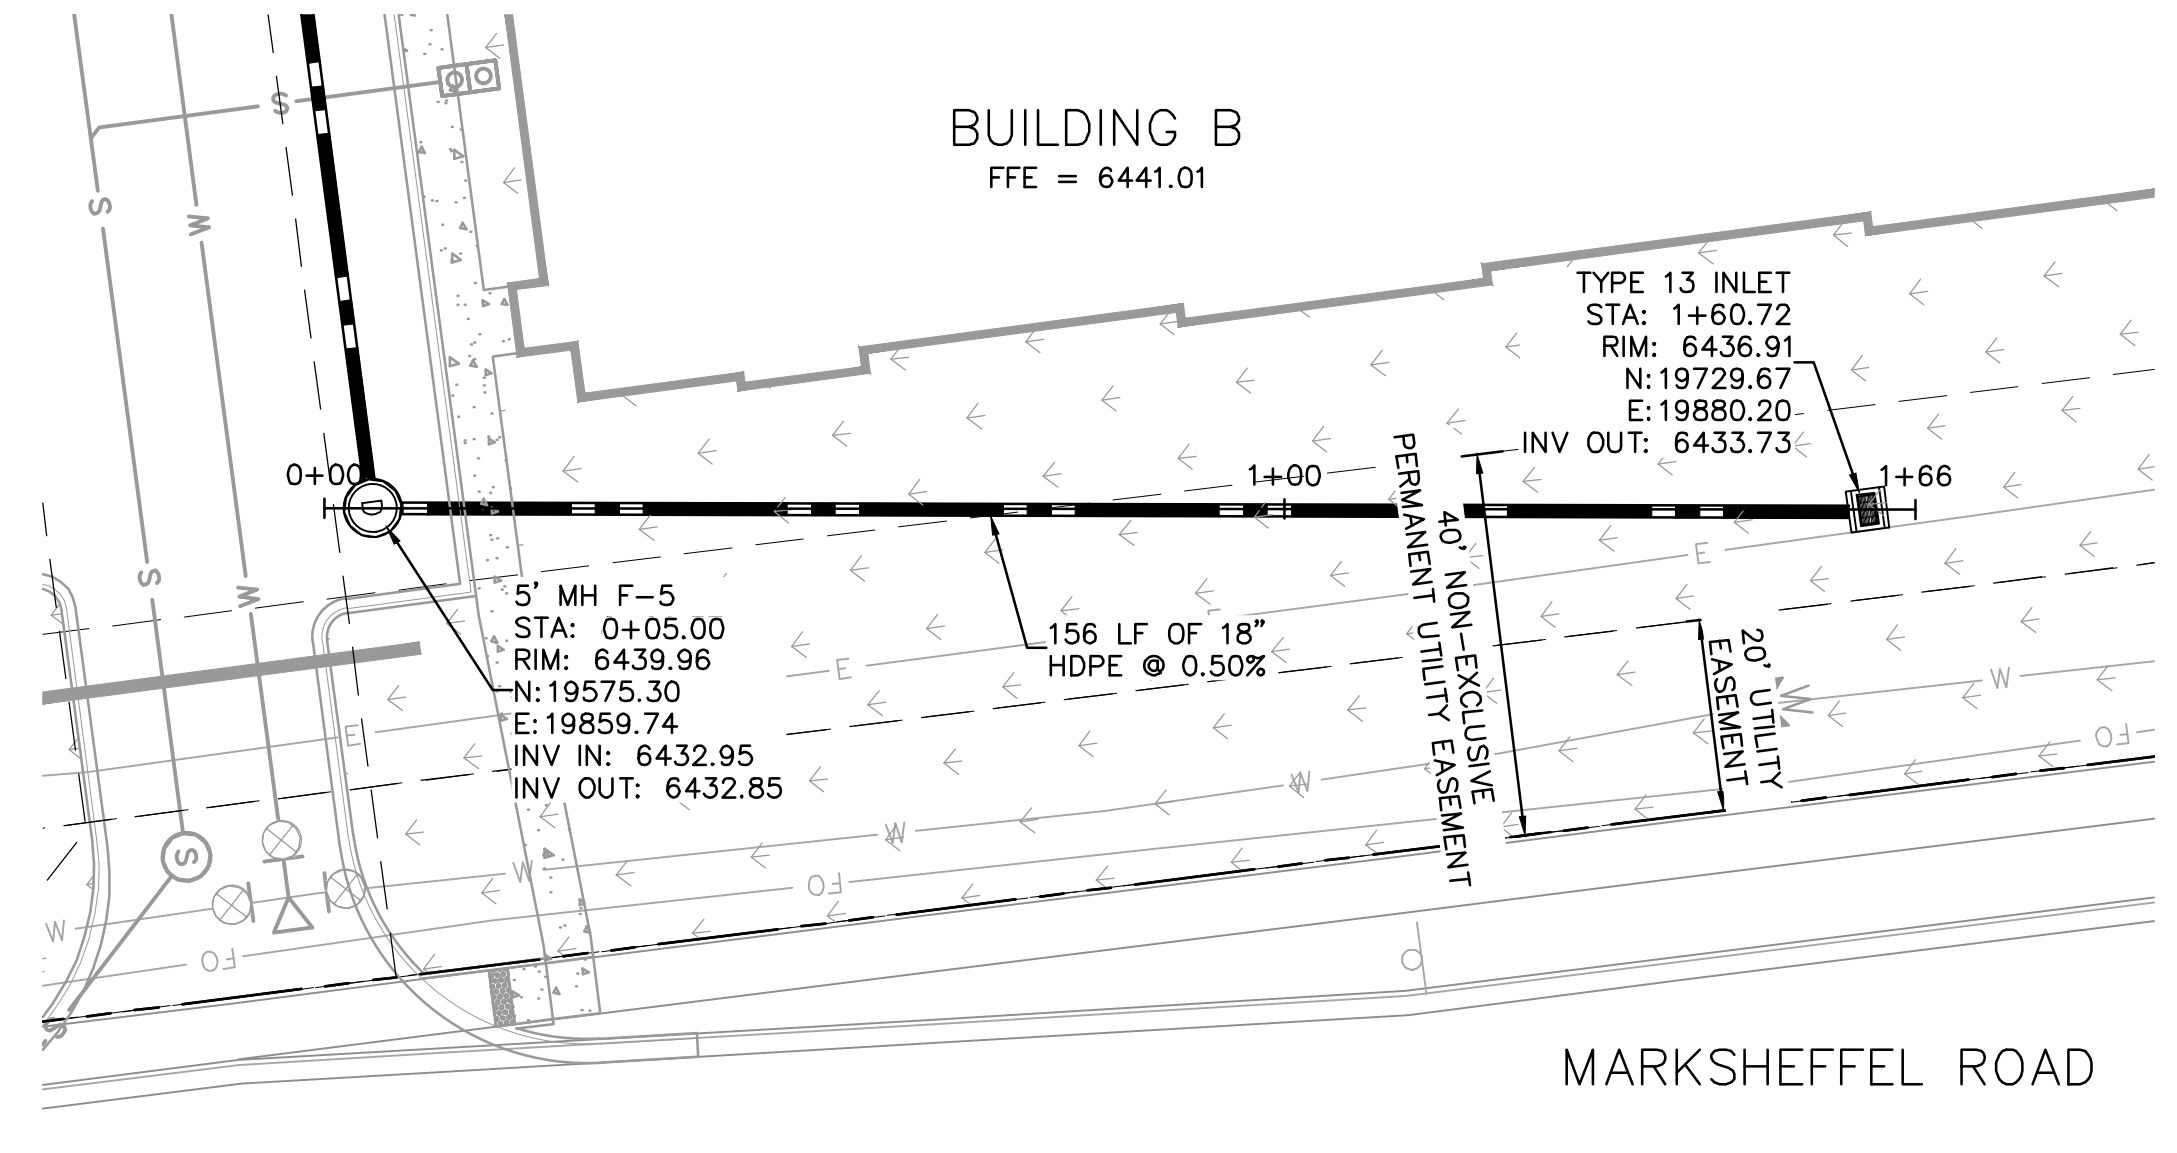 BUILDING B
FFE = 6441.01
TYPE 13 INLET
STA: 1+60.72
RIM: 6436.91
N:19729.67
E:19880.20
INV OUT: 6433.73
0+00
1+00
1+66
5' MH F-5
STA: 0+05.00
RIM: 6439.96
N:19575.30
E:19859.74
INV IN: 6432.95
INV OUT: 6432.85
156 LF OF 18"
HDPE @ 0.50%
40' NON-EXCLUSIVE
PERMANENT UTILITY EASEMENT
20' UTILITY
EASEMENT
MARKSHEFFEL ROAD
S
S
W
S
W
E
E
E
W
W
W
W
W
FO
FO
FO
S
S